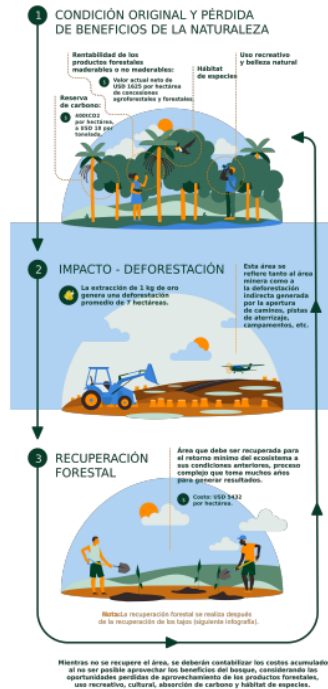 1 CONDICIÓN ORIGINAL Y PÉRDIDA
DE BENEFICIOS DE LA NATURALEZA
Rentabilidad de los
productos forestales
maderables o no maderables:
$ Valor actual neto de
USD 1625 por hectárea
de concesiones
agroforestales y forestales.
Hábitat
de especies
Uso recreativo
y belleza natural
Reserva
de carbono:
por hectárea,
a USD 10 por
tonelada.
2 IMPACTO - DEFORESTACIÓN
La extracción de 1 kg de oro
genera una deforestación
promedio de 7 hectáreas.
Esta área se
refiere tanto al área
minera como a
la deforestación
indirecta generada
por la apertura
de caminos, pistas
de aterrizaje,
campamentos, etc.
3 RECUPERACIÓN
FORESTAL
Área que debe ser recuperada para
el retorno mínimo del ecosistema a
sus condiciones anteriores, proceso
complejo que toma muchos años
para generar resultados.
$ Costo: USD 5432
por hectárea.
Nota:La recuperación forestal se realiza después
de la recuperación de los bajos (siguiente infografía).
Mientras no se recupere el área, se deberán contabilizar los costos acumulados
al no ser posible aprovechar los beneficios del bosque, considerando las
oportunidades perdidas de aprovechamiento de los productos forestales,
uso recreativo, cultural, absorción de carbono y hábitat de especies.